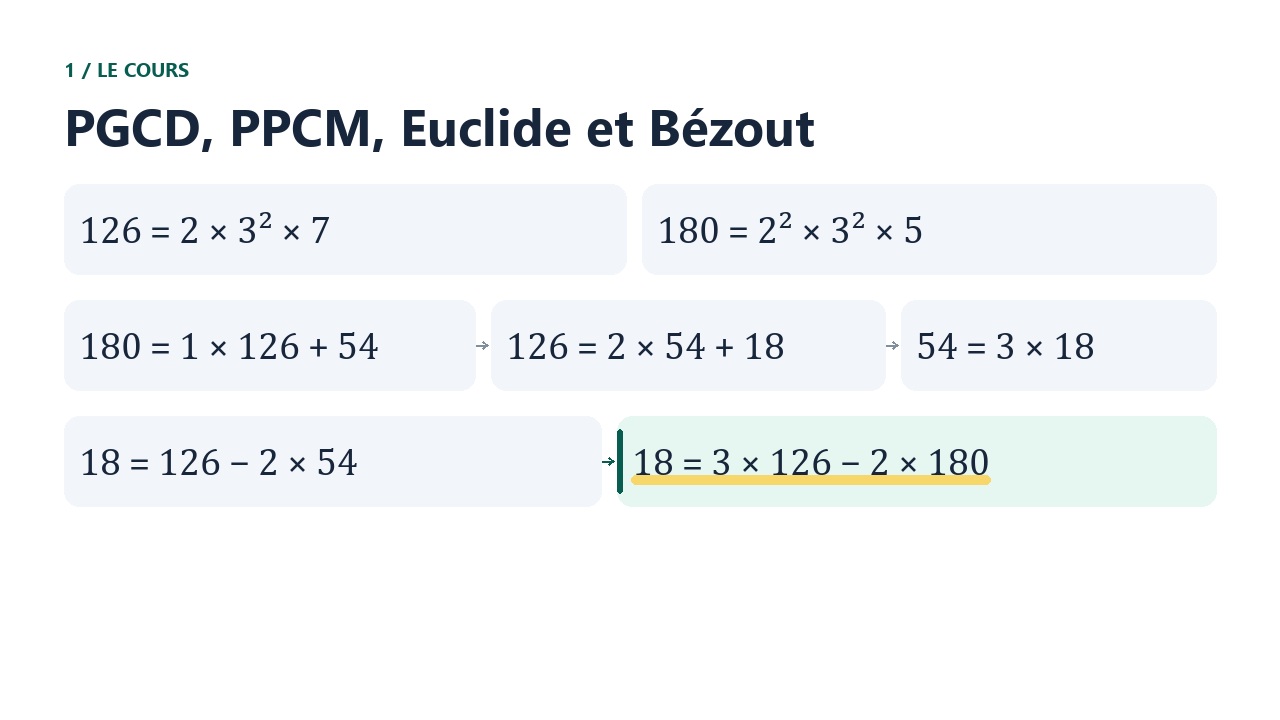 1 / LE COURS
PGCD, PPCM, Euclide et Bézout
126 = 2 × 3² × 7
180 = 2² × 3² × 5
180 = 1 × 126 + 54 → 126 = 2 × 54 + 18 → 54 = 3 × 18
18 = 126 − 2 × 54 → 18 = 3 × 126 − 2 × 180